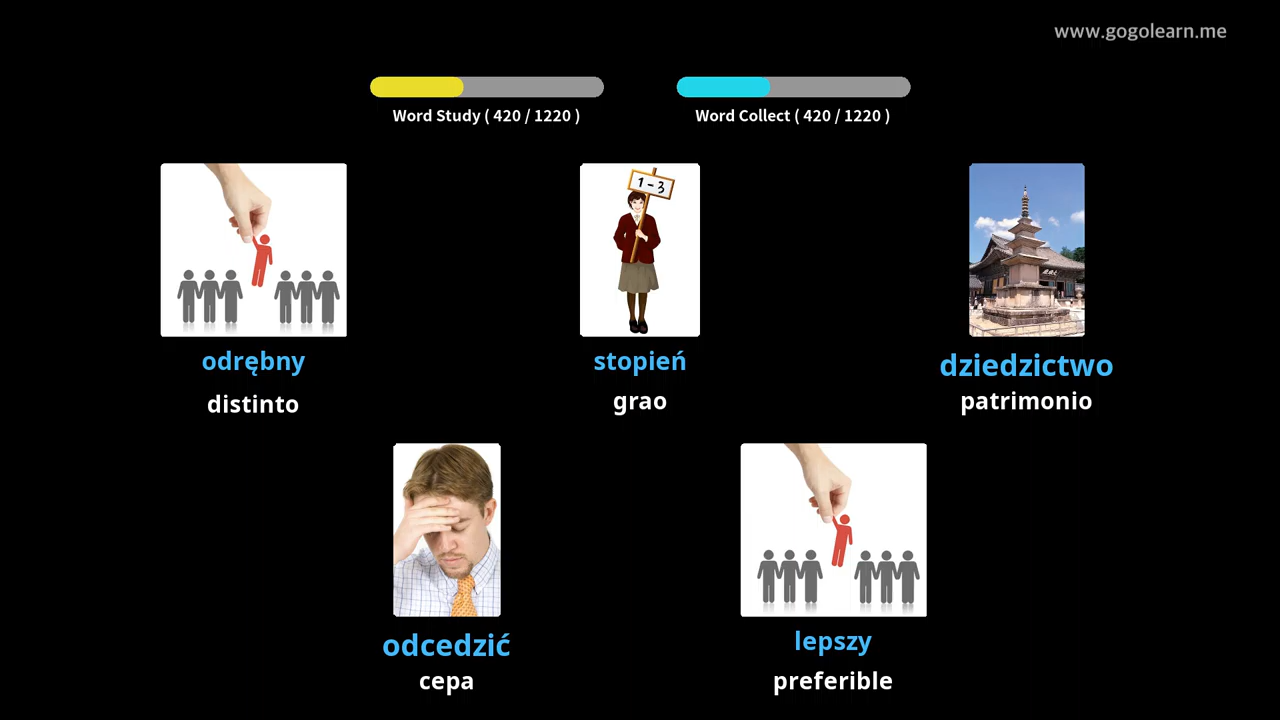 www.gogolearn.me
Word Study ( 420 / 1220 )
Word Collect ( 420 / 1220 )
1 - 3
odrębny
distinto
stopień
grao
dziedzictwo
patrimonio
odcedzić
cepa
lepszy
preferible